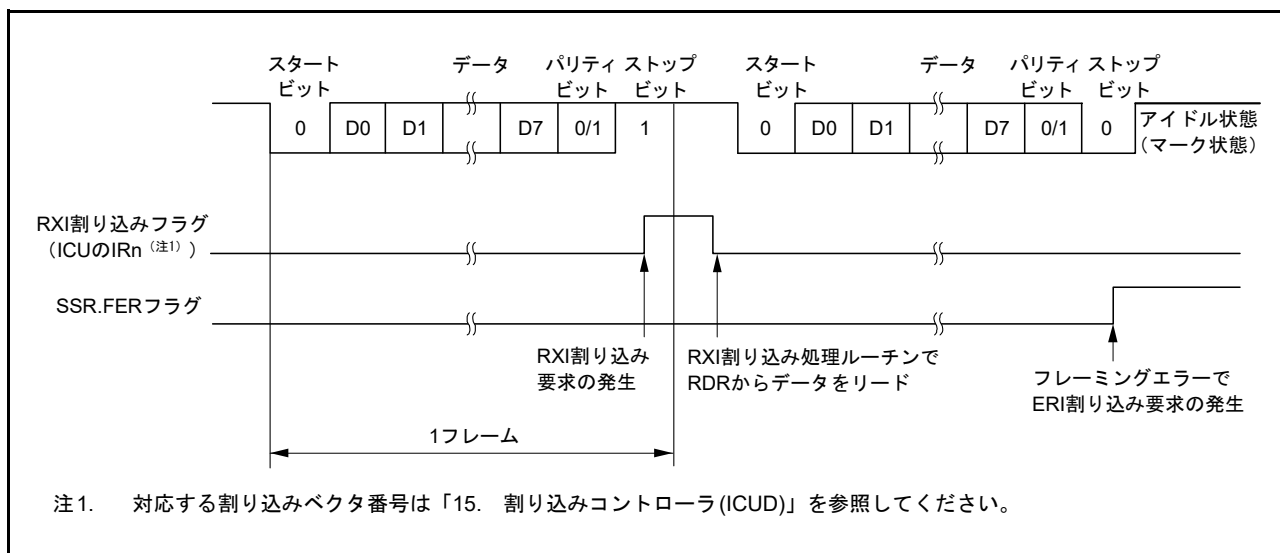 スタート
ビット
データ
パリティ
ビット
ストップ
ビット
スタート
ビット
データ
パリティ
ビット
ストップ
ビット
0 D0 D1 D7 0/1 1 0 D0 D1 D7 0/1 0
アイドル状態
(マーク状態)
RXI割り込みフラグ
(ICUのIRn (注1) )
SSR.FERフラグ
RXI割り込み
要求の発生
RXI割り込み処理ルーチンで
RDRからデータをリード
フレーミングエラーで
ERI割り込み要求の発生
1フレーム
注1. 対応する割り込みベクタ番号は「15. 割り込みコントローラ(ICUD)」を参照してください。